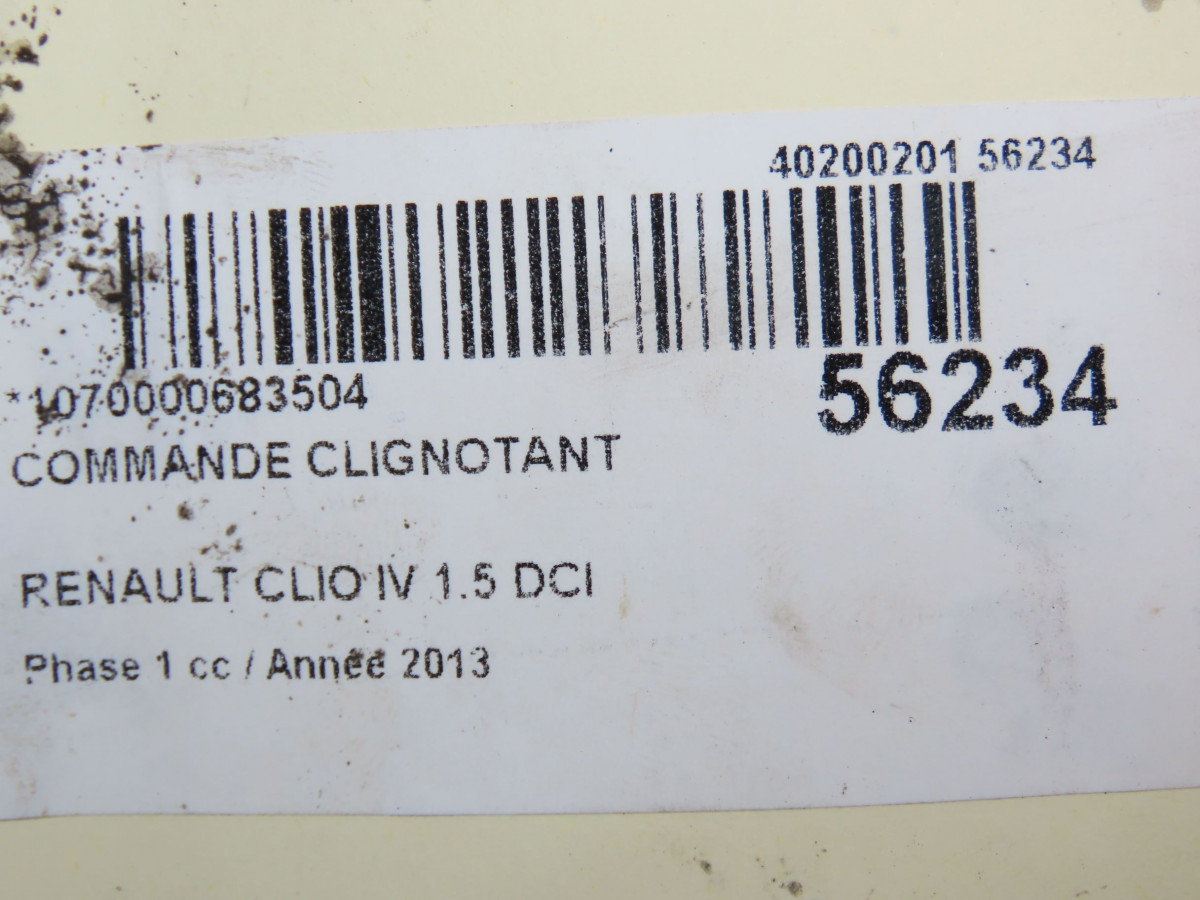 40200201 56234
*1070000683504
56234
COMMANDE CLIGNOTANT
RENAULT CLIO IV 1.5 DCI
Phase 1 cc / Année 2013